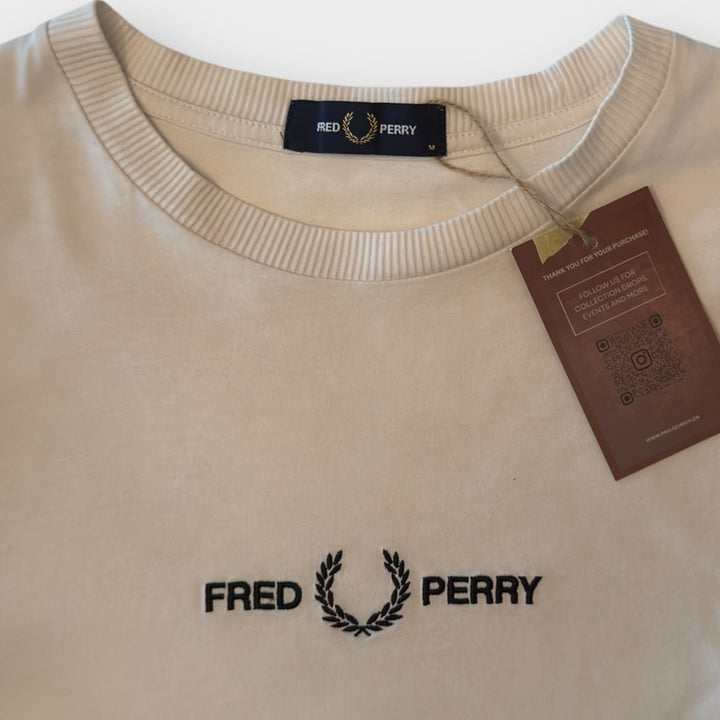 FRED PERRY
M
THANK YOU FOR YOUR PURCHASE!
FOLLOW US FOR
COLLECTION DROPS,
EVENTS AND MORE
FRED PERRY